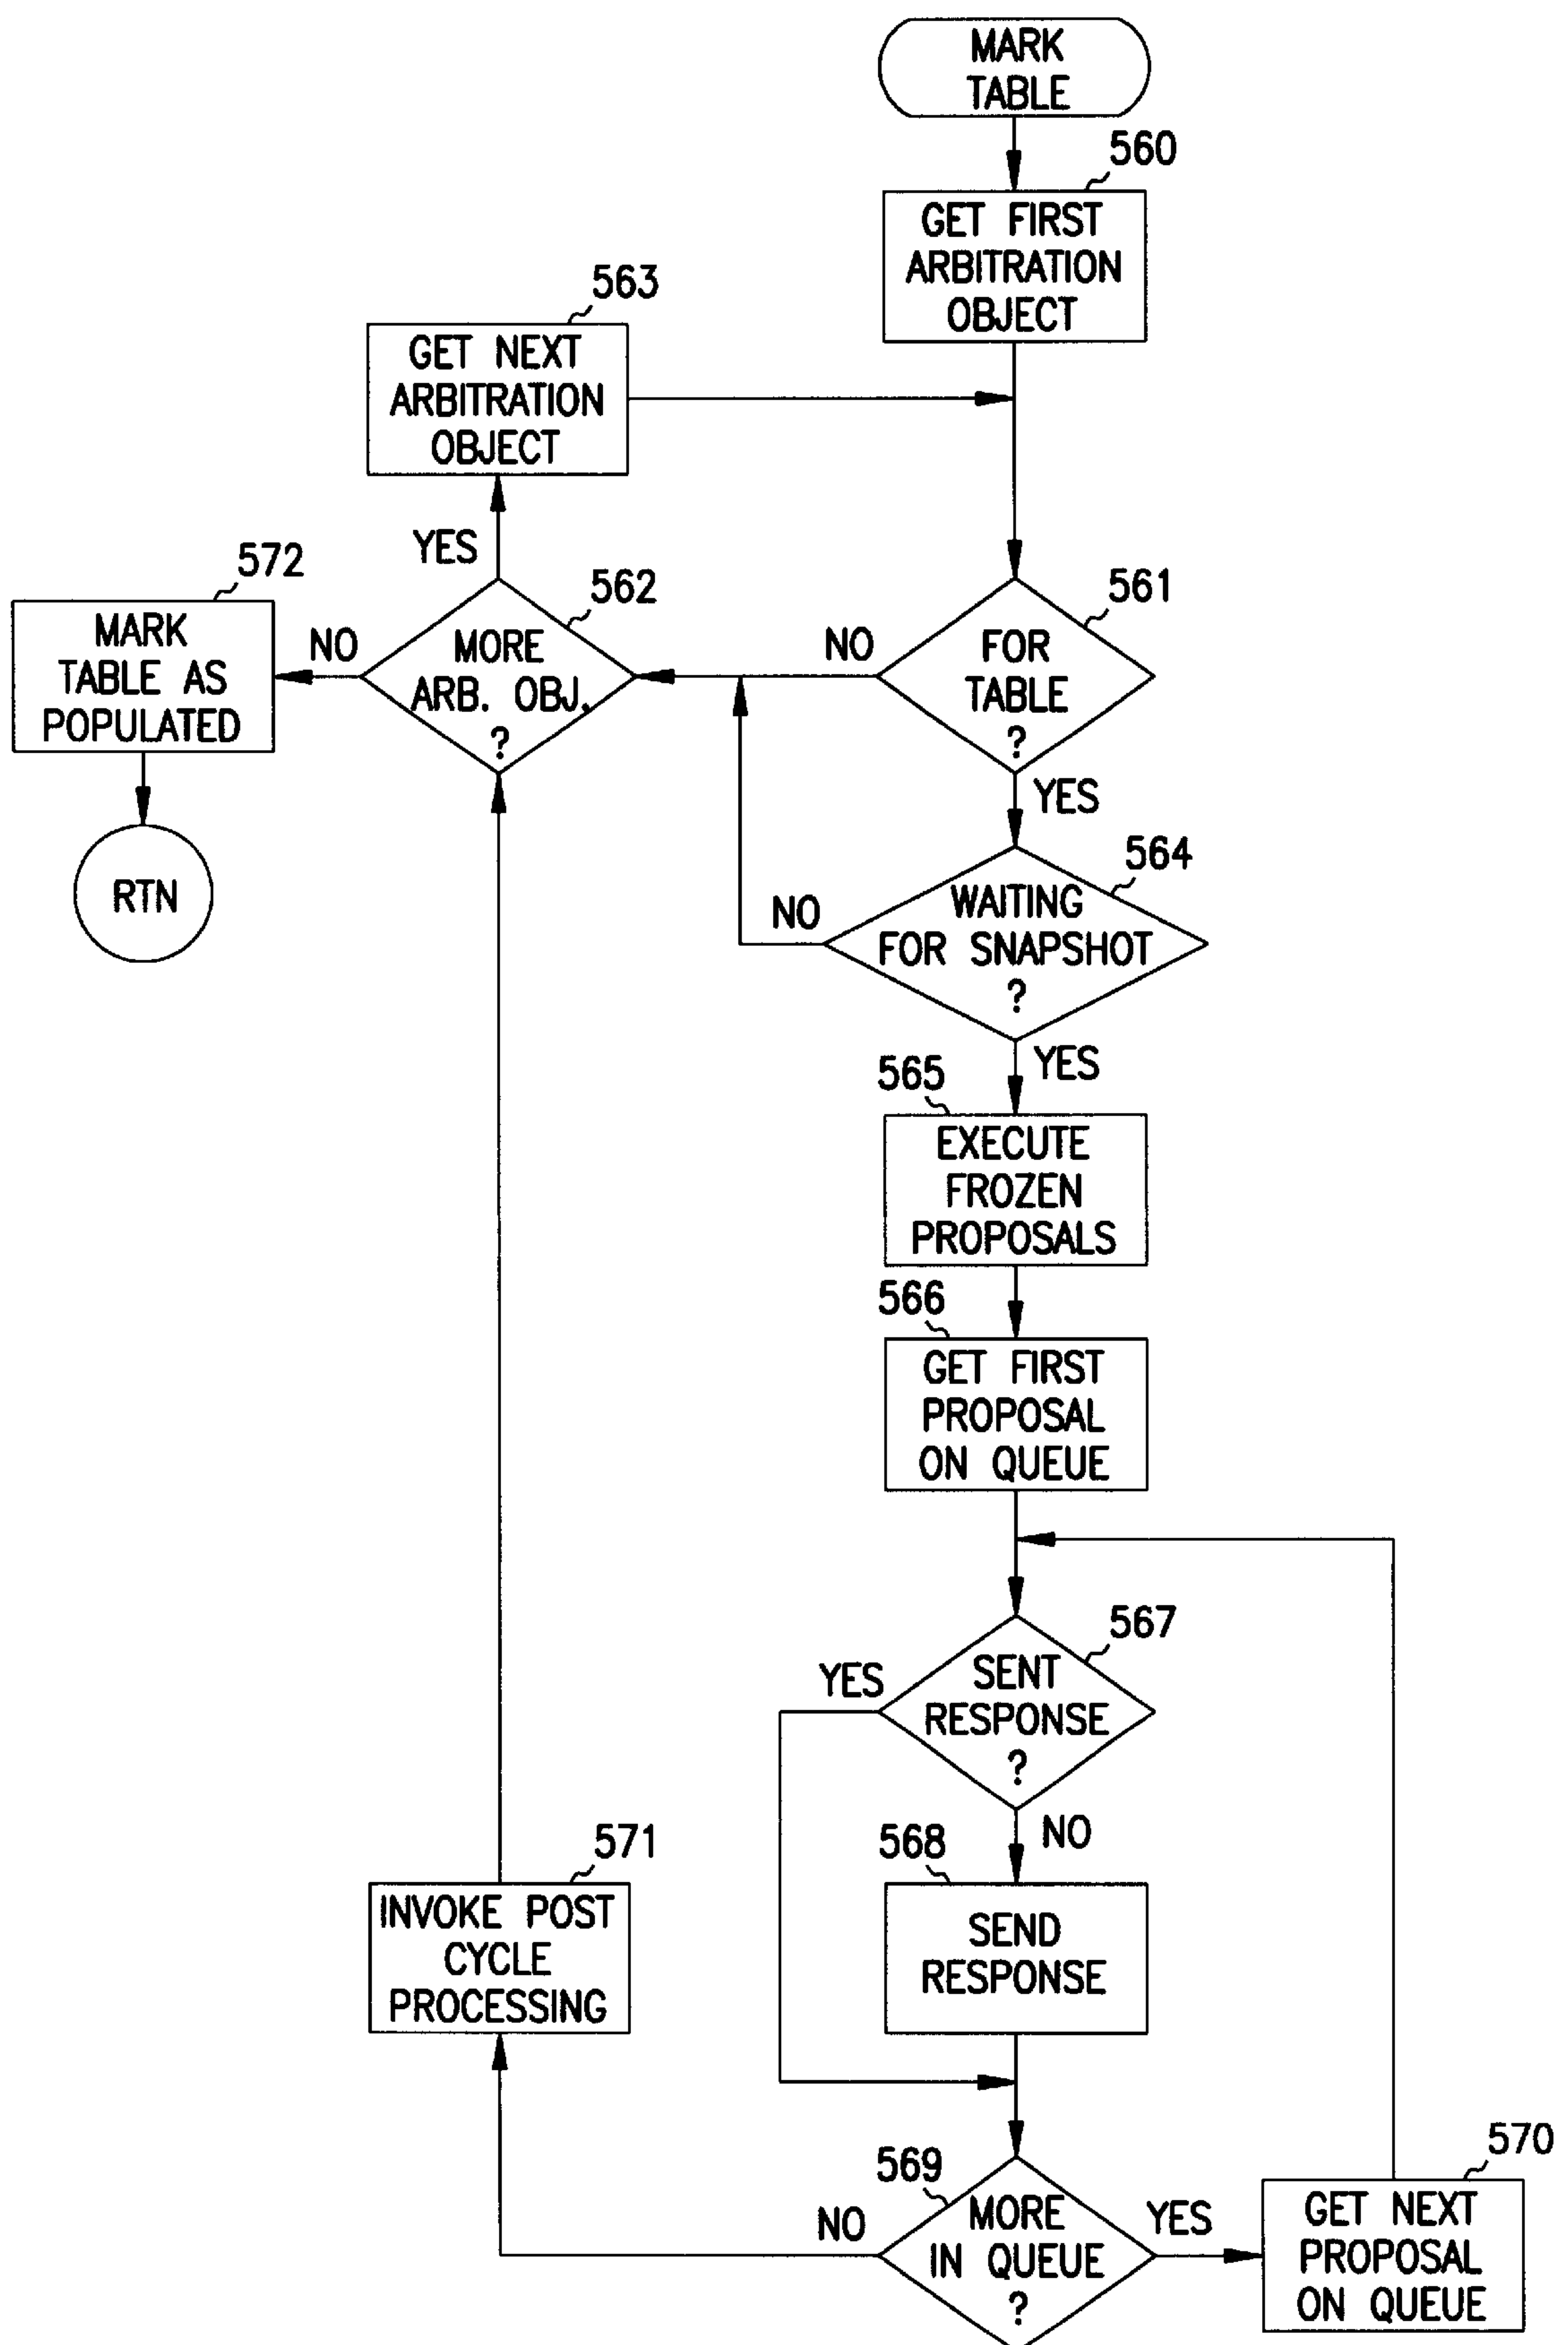 MARK
TABLE
560
GET FIRST
ARBITRATION
OBJECT
563
GET NEXT
ARBITRATION
OBJECT
YES
572
MARK
TABLE AS
POPULATED
NO
562
MORE
ARB. OBJ.
?
NO
561
FOR
TABLE
?
YES
RTN
NO
564
WAITING
FOR SNAPSHOT
?
YES
565
EXECUTE
FROZEN
PROPOSALS
566
GET FIRST
PROPOSAL
ON QUEUE
567
YES
SENT
RESPONSE
?
NO
568
SEND
RESPONSE
571
INVOKE POST
CYCLE
PROCESSING
569
NO
MORE
IN QUEUE
?
YES
570
GET NEXT
PROPOSAL
ON QUEUE